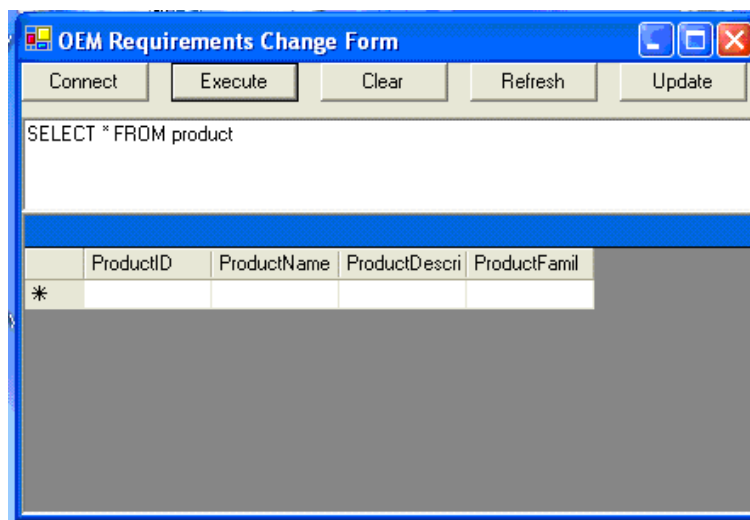 OEM Requirements Change Form
Connect Execute Clear Refresh Update
SELECT * FROM product
ProductID ProductName ProductDescri ProductFamil
*